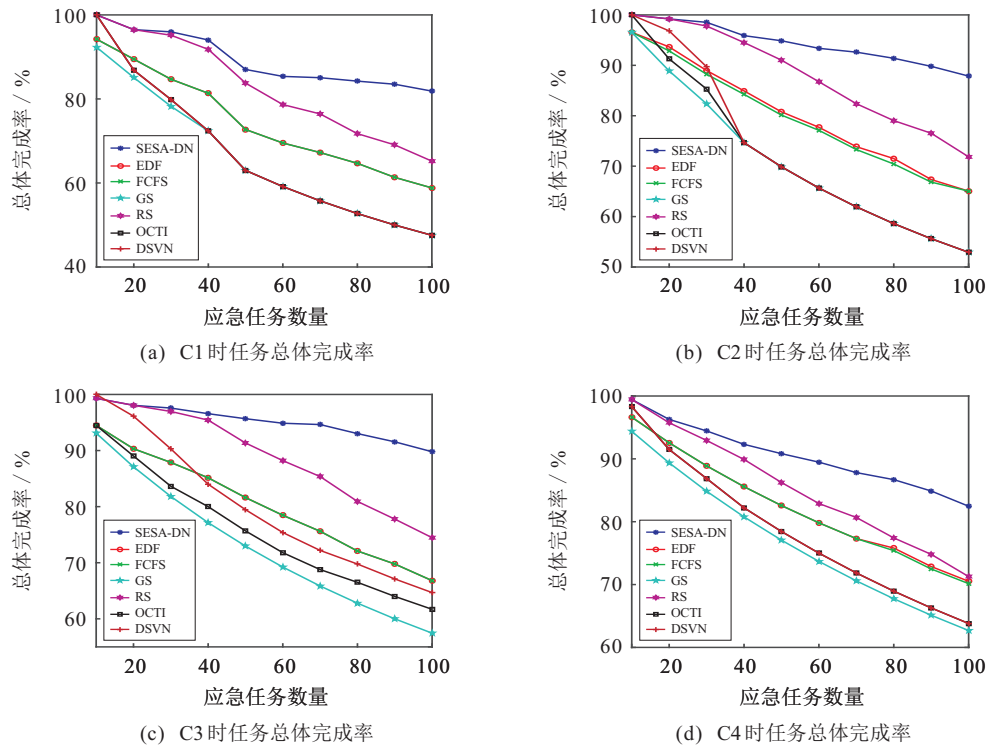 100
80
60
40
总体完成率 / %
SESA-DN
EDF
FCFS
GS
RS
OCTI
DSVN
20 40 60 80 100
应急任务数量
(a) C1时任务总体完成率
100
90
80
70
60
50
总体完成率 / %
SESA-DN
EDF
FCFS
GS
RS
OCTI
DSVN
20 40 60 80 100
应急任务数量
(b) C2时任务总体完成率
100
90
80
70
60
总体完成率 / %
SESA-DN
EDF
FCFS
GS
RS
OCTI
DSVN
20 40 60 80 100
应急任务数量
(c) C3时任务总体完成率
100
90
80
70
60
总体完成率 / %
SESA-DN
EDF
FCFS
GS
RS
OCTI
DSVN
20 40 60 80 100
应急任务数量
(d) C4时任务总体完成率